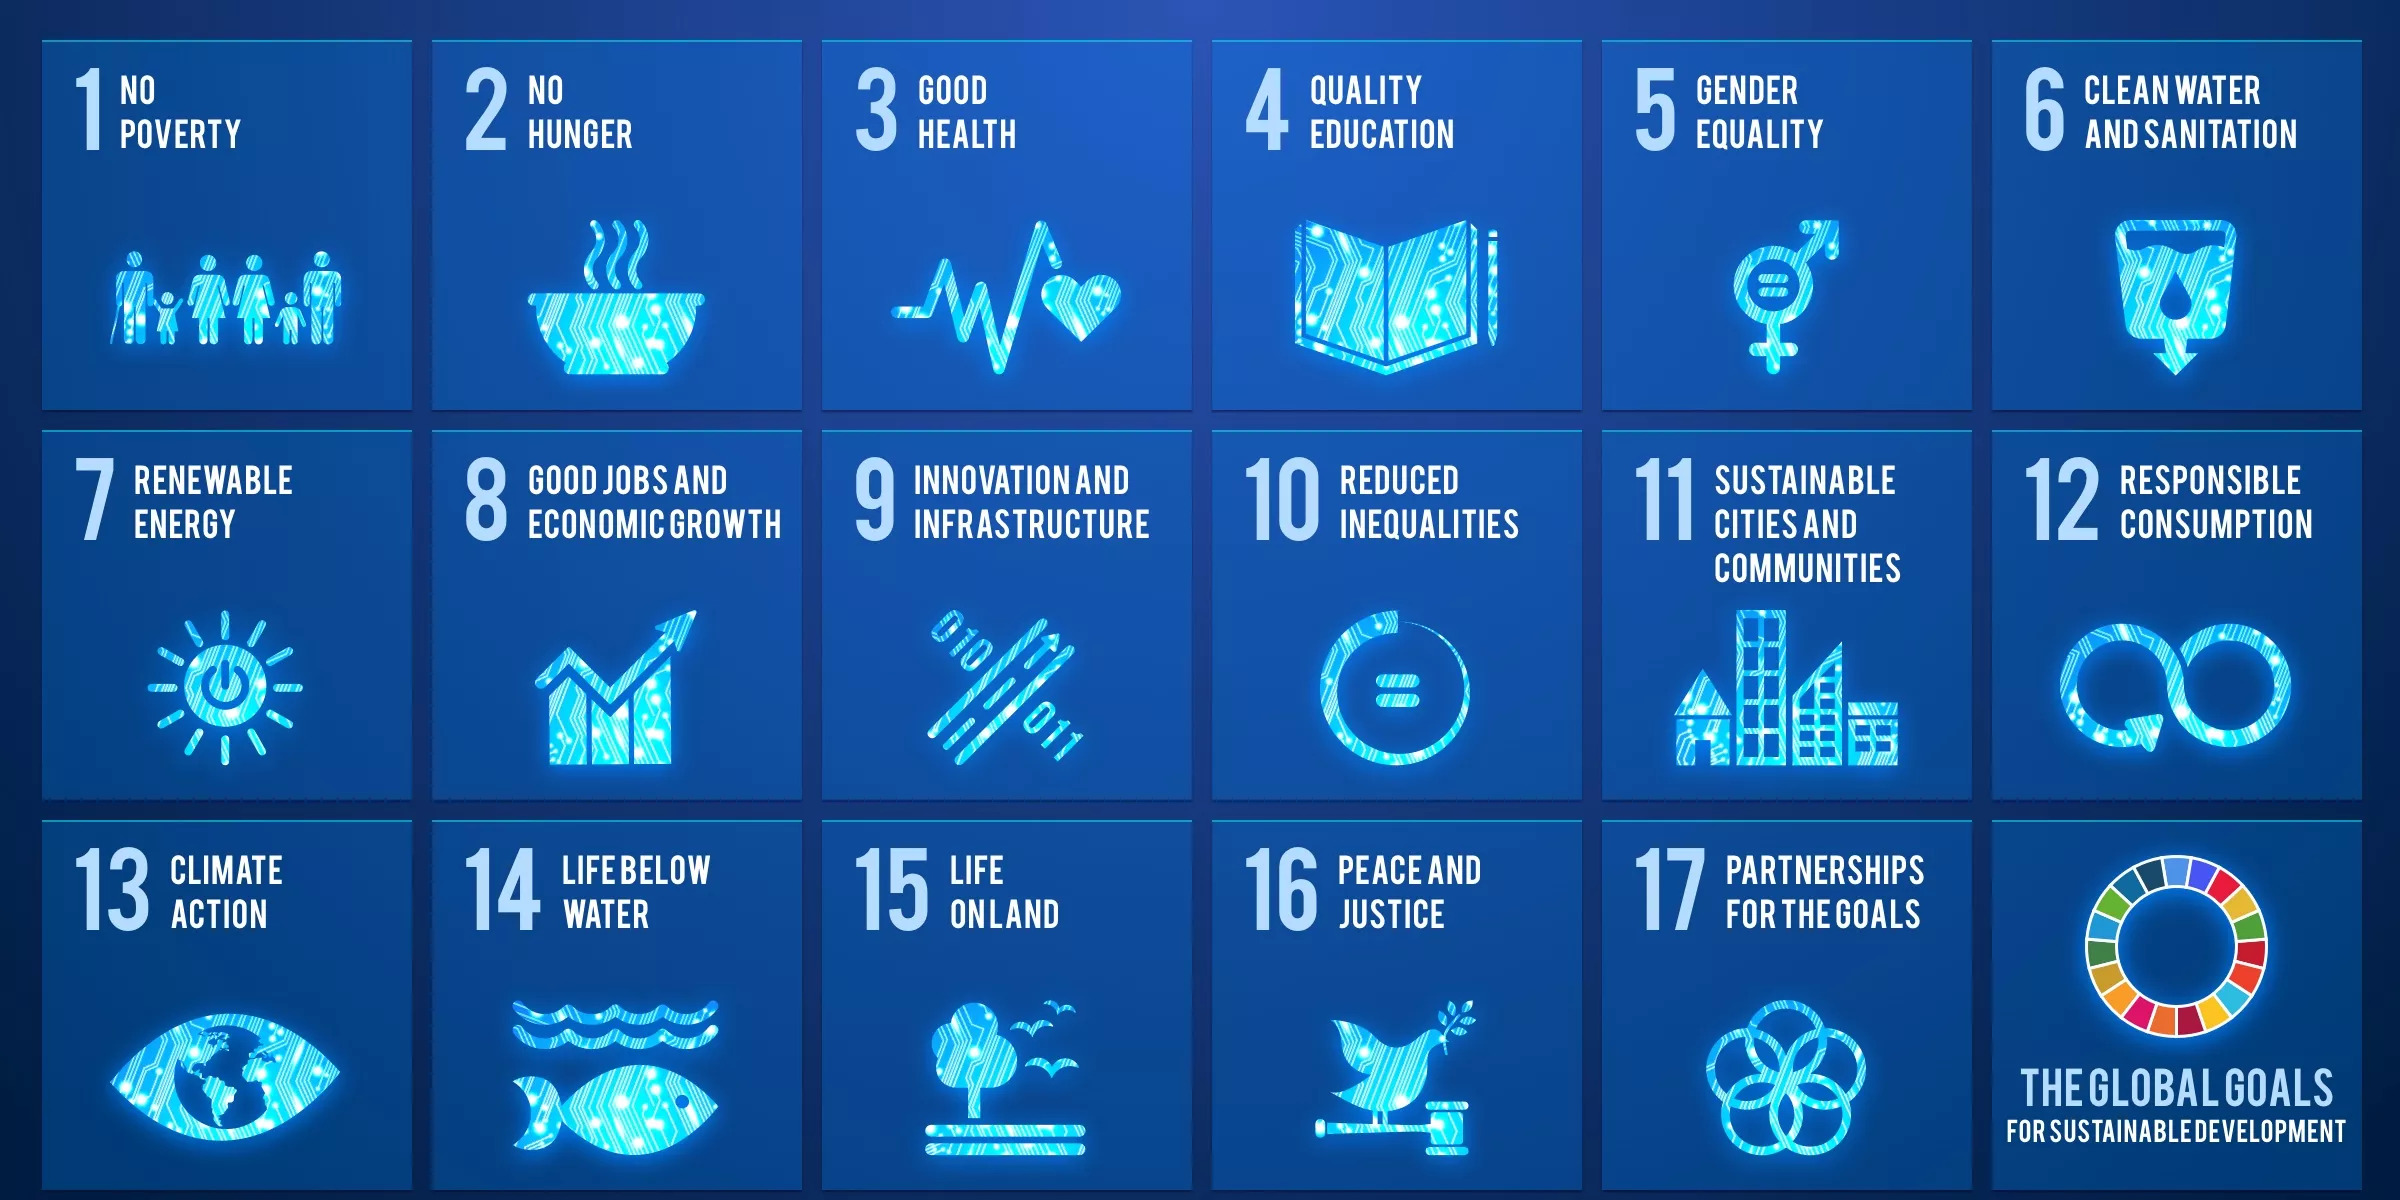 1 NO
POVERTY
2 NO
HUNGER
3 GOOD
HEALTH
4 QUALITY
EDUCATION
5 GENDER
EQUALITY
6 CLEAN WATER
AND SANITATION
7 RENEWABLE
ENERGY
8 GOOD JOBS AND
ECONOMIC GROWTH
9 INNOVATION AND
INFRASTRUCTURE
010
011
10 REDUCED
INEQUALITIES
11 SUSTAINABLE
CITIES AND
COMMUNITIES
12 RESPONSIBLE
CONSUMPTION
13 CLIMATE
ACTION
14 LIFE BELOW
WATER
15 LIFE
ON LAND
16 PEACE AND
JUSTICE
17 PARTNERSHIPS
FOR THE GOALS
THE GLOBAL GOALS
FOR SUSTAINABLE DEVELOPMENT